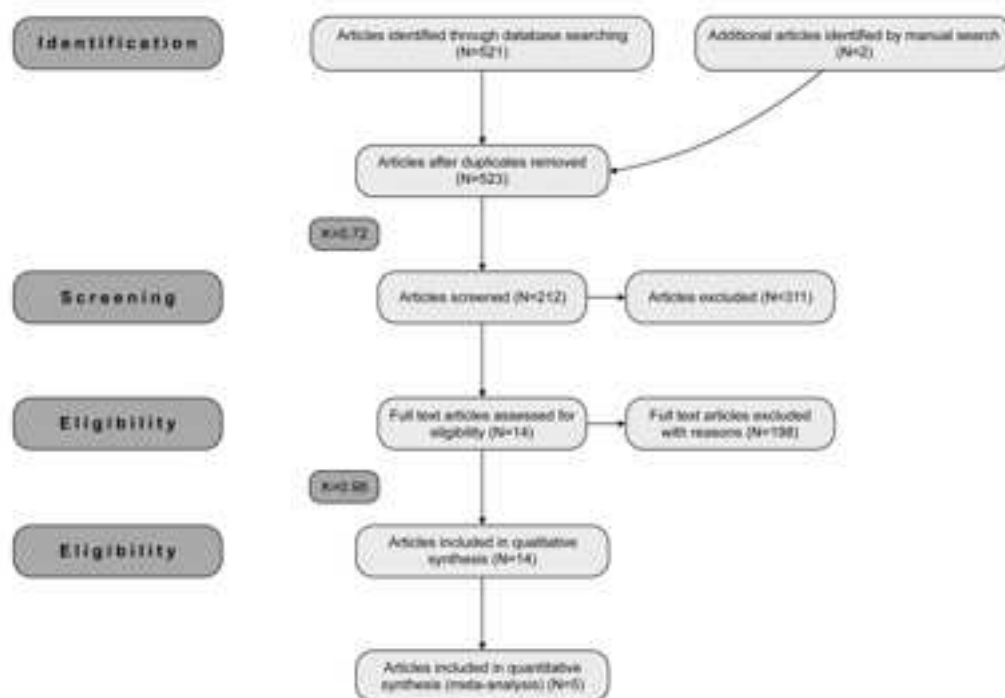 Identification
Articles identified through database searching
(N=521)
Additional articles identified by manual search
(N=2)
Articles after duplicates removed
(N=523)
K=0.72
Screening
Articles screened (N=212)
Articles excluded (N=311)
Eligibility
Full text articles assessed for
eligibility (N=14)
Full text articles excluded
with reasons (N=198)
Eligibility
Articles included in qualitative
synthesis (N=14)
Articles included in quantitative
synthesis (meta-analysis) (N=5)